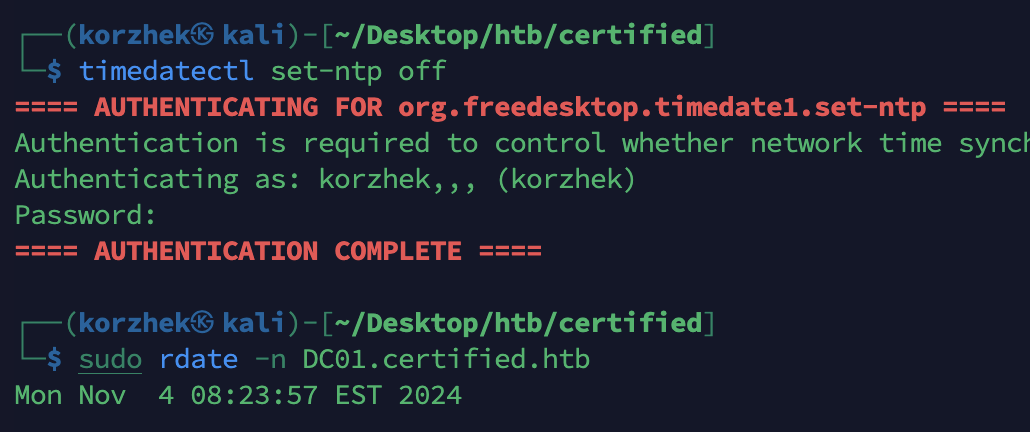 ┌──(korzhek㉿kali)-[~/Desktop/htb/certified]
└─$ timedatectl set-ntp off
==== AUTHENTICATING FOR org.freedesktop.timedate1.set-ntp ====
Authentication is required to control whether network time synch
Authenticating as: korzhek,,, (korzhek)
Password:
==== AUTHENTICATION COMPLETE ====
┌──(korzhek㉿kali)-[~/Desktop/htb/certified]
└─$ sudo rdate -n DC01.certified.htb
Mon Nov  4 08:23:57 EST 2024